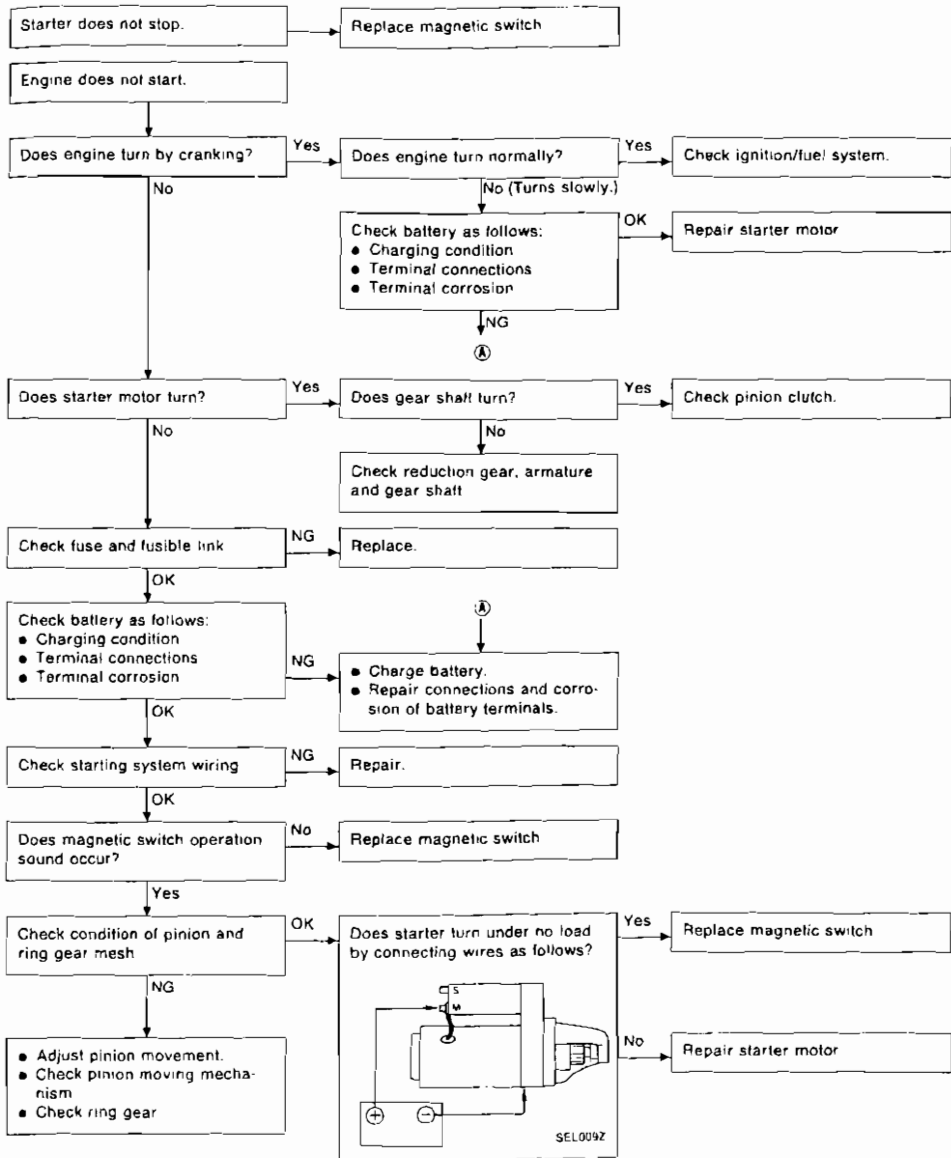 Starter does not stop.
Replace magnetic switch
Engine does not start.
Does engine turn by cranking?
Yes
Does engine turn normally?
Yes
Check ignition/fuel system.
No
No (Turns slowly.)
Check battery as follows:
● Charging condition
● Terminal connections
● Terminal corrosion
OK
Repair starter motor
NG
Ⓐ
Does starter motor turn?
Yes
Does gear shaft turn?
Yes
Check pinion clutch.
No
No
Check reduction gear, armature
and gear shaft
Check fuse and fusible link
NG
Replace.
OK
Check battery as follows:
● Charging condition
● Terminal connections
● Terminal corrosion
NG
Ⓐ
● Charge battery.
● Repair connections and corro-
sion of battery terminals.
OK
Check starting system wiring
NG
Repair.
OK
Does magnetic switch operation
sound occur?
No
Replace magnetic switch
Yes
Check condition of pinion and
ring gear mesh
OK
Does starter turn under no load
by connecting wires as follows?
Yes
Replace magnetic switch
S
M
+
−
SEL009Z
No
Repair starter motor
NG
● Adjust pinion movement.
● Check pinion moving mecha-
nism
● Check ring gear